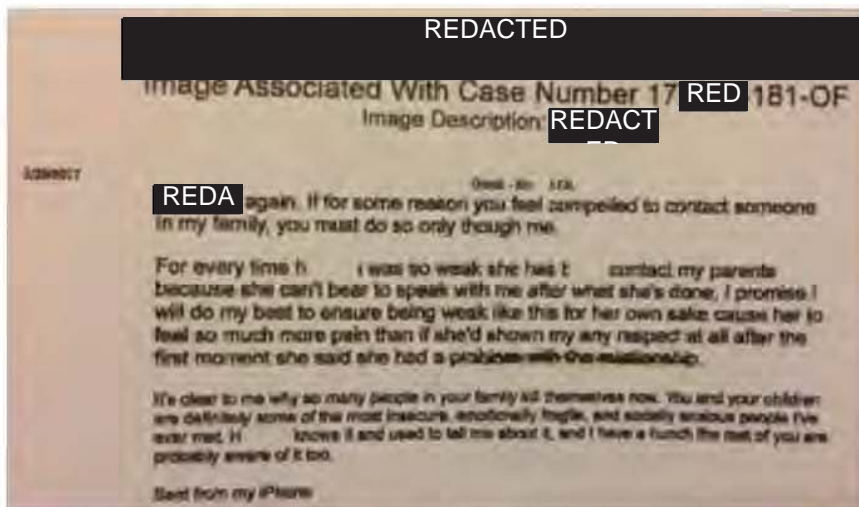 REDACTED
Image Associated With Case Number 17 RED 181-OF
Image Description: REDACT
REDA again. If for some reason you feel compelled to contact someone
in my family, you must do so only though me.
For every time h i was so weak she has t contact my parents
because she can't bear to speak with me after what she's done, I promise I
will do my best to ensure being weak like this for her own sake cause her to
feel so much more pain than if she'd shown my any respect at all after the
first moment she said she had a problem with the relationship.
It's clear to me why so many people in your family kill themselves now. You and your children
are definitely some of the most insecure, emotionally fragile, and socially anxious people I've
ever met. H knows it and used to tell me about it, and I have a hunch the rest of you are
probably aware of it too.
Sent from my iPhone